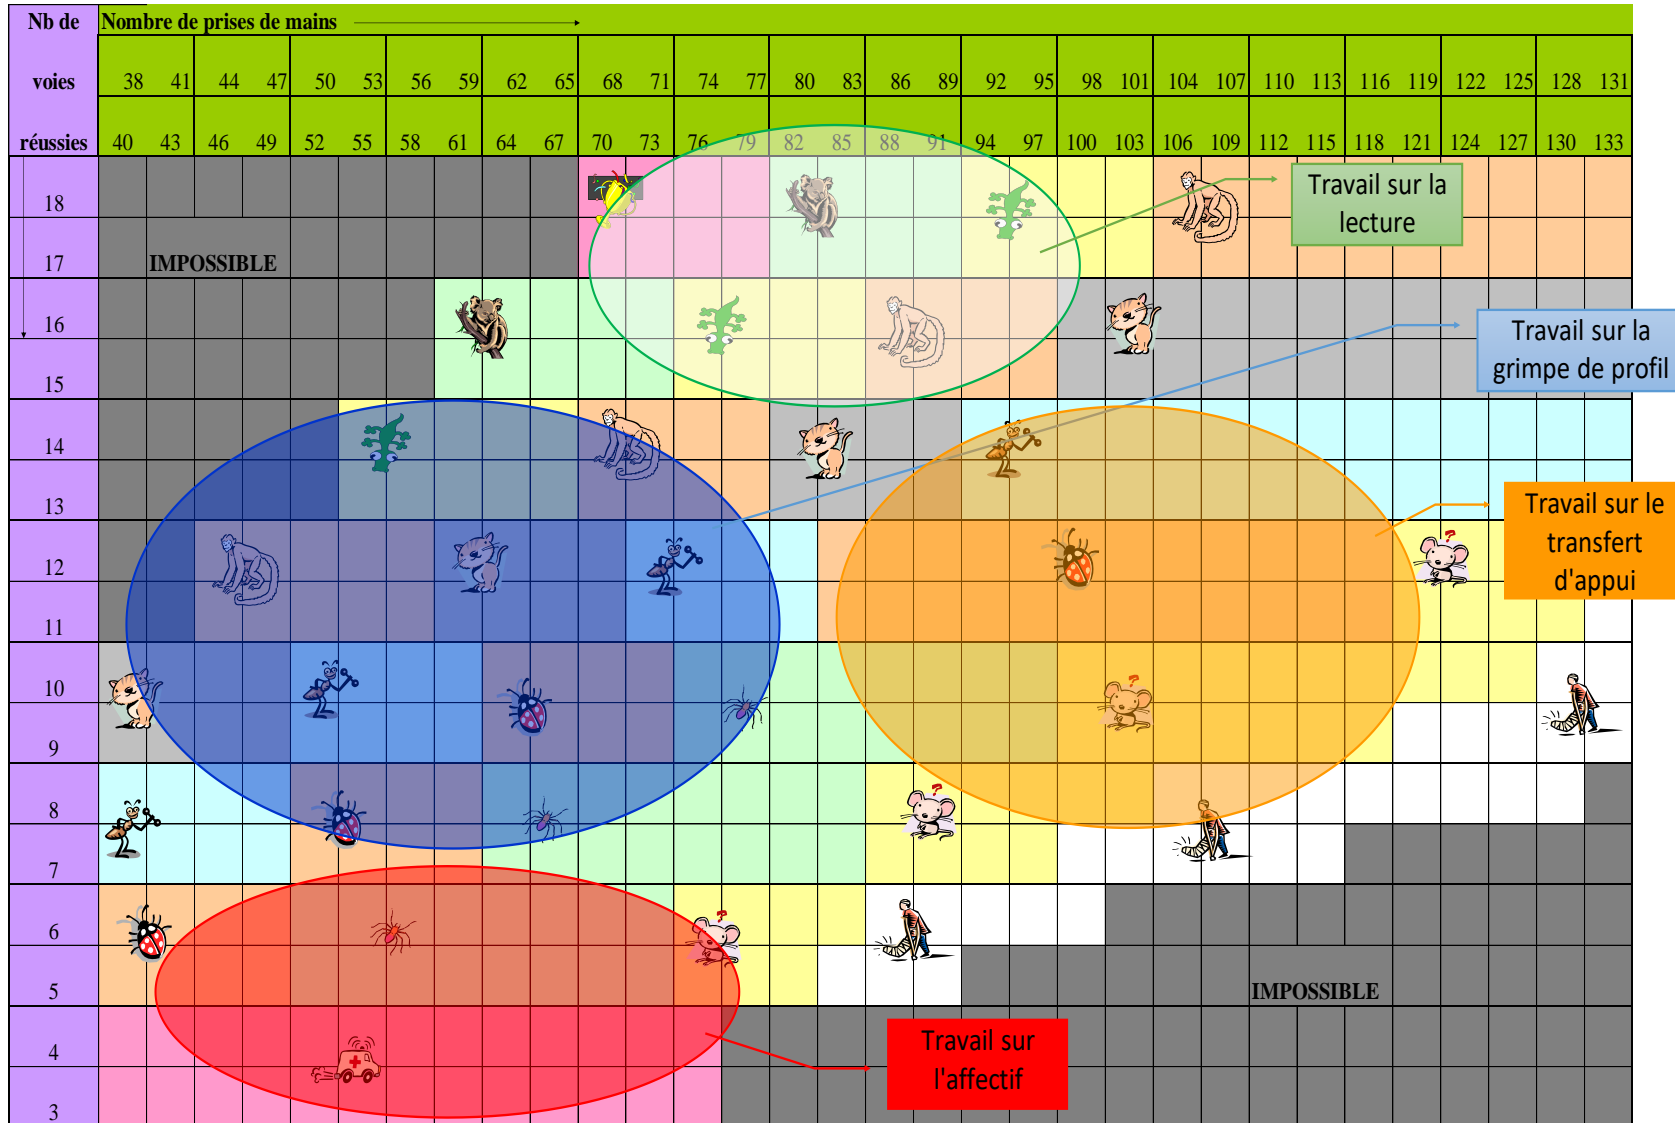 Nb de Nombre de prises de mains
voies 38 41 44 47 50 53 56 59 62 65 68 71 74 77 80 83 86 89 92 95 98 101 104 107 110 113 116 119 122 125 128 131
réussies 40 43 46 49 52 55 58 61 64 67 70 73 76 79 82 85 88 91 94 97 100 103 106 109 112 115 118 121 124 127 130 133
18
Travail sur la
lecture
17 IMPOSSIBLE
16
Travail sur la
grimpe de profil
15
14
13
Travail sur le
transfert
d'appui
12
?
11
10
?
9
8
?
7
6
?
5 IMPOSSIBLE
4
Travail sur
l'affectif
3